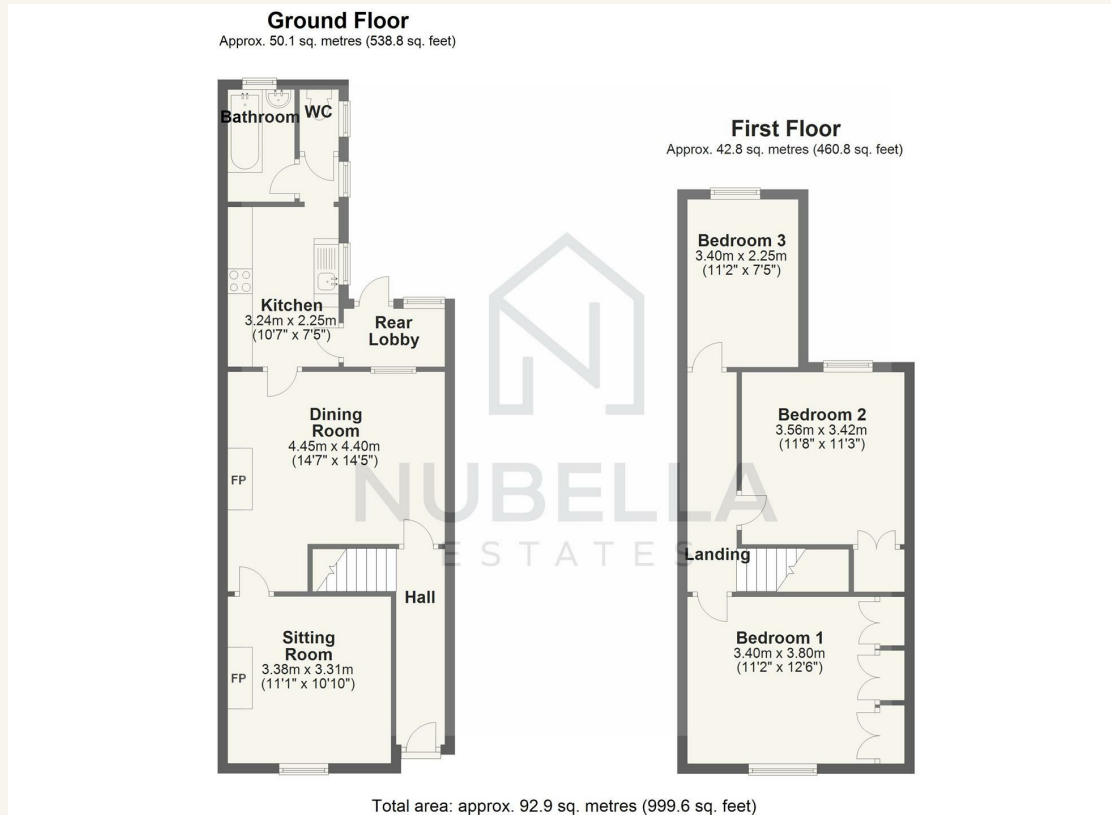 Ground Floor
Approx. 50.1 sq. metres (538.8 sq. feet)
Bathroom
WC
Kitchen
3.24m x 2.25m
(10'7" x 7'5")
Rear
Lobby
Dining
Room
4.45m x 4.40m
(14'7" x 14'5")
FP
Hall
Sitting
Room
3.38m x 3.31m
(11'1" x 10'10")
FP
First Floor
Approx. 42.8 sq. metres (460.8 sq. feet)
Bedroom 3
3.40m x 2.25m
(11'2" x 7'5")
Bedroom 2
3.56m x 3.42m
(11'8" x 11'3")
Landing
Bedroom 1
3.40m x 3.80m
(11'2" x 12'6")
NUBELLA
ESTATES
Total area: approx. 92.9 sq. metres (999.6 sq. feet)